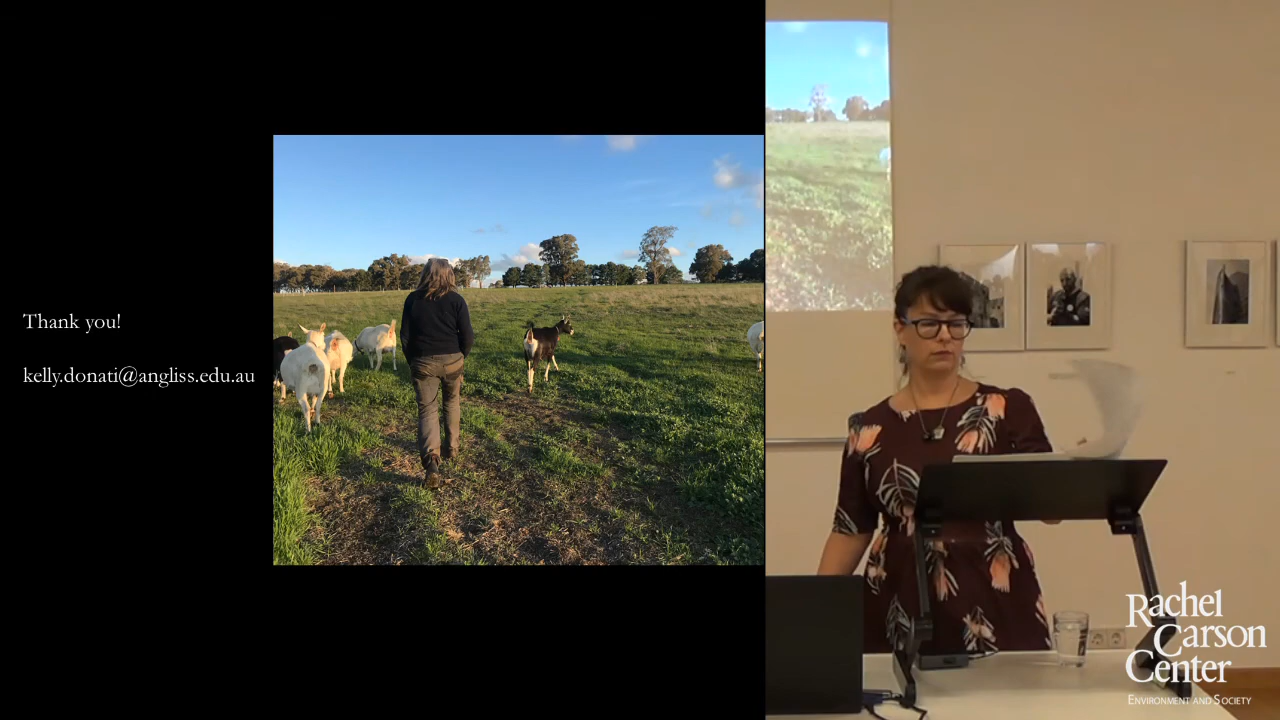 Thank you!
kelly.donati@angliss.edu.au
Rachel
Carson
Center
ENVIRONMENT AND SOCIETY